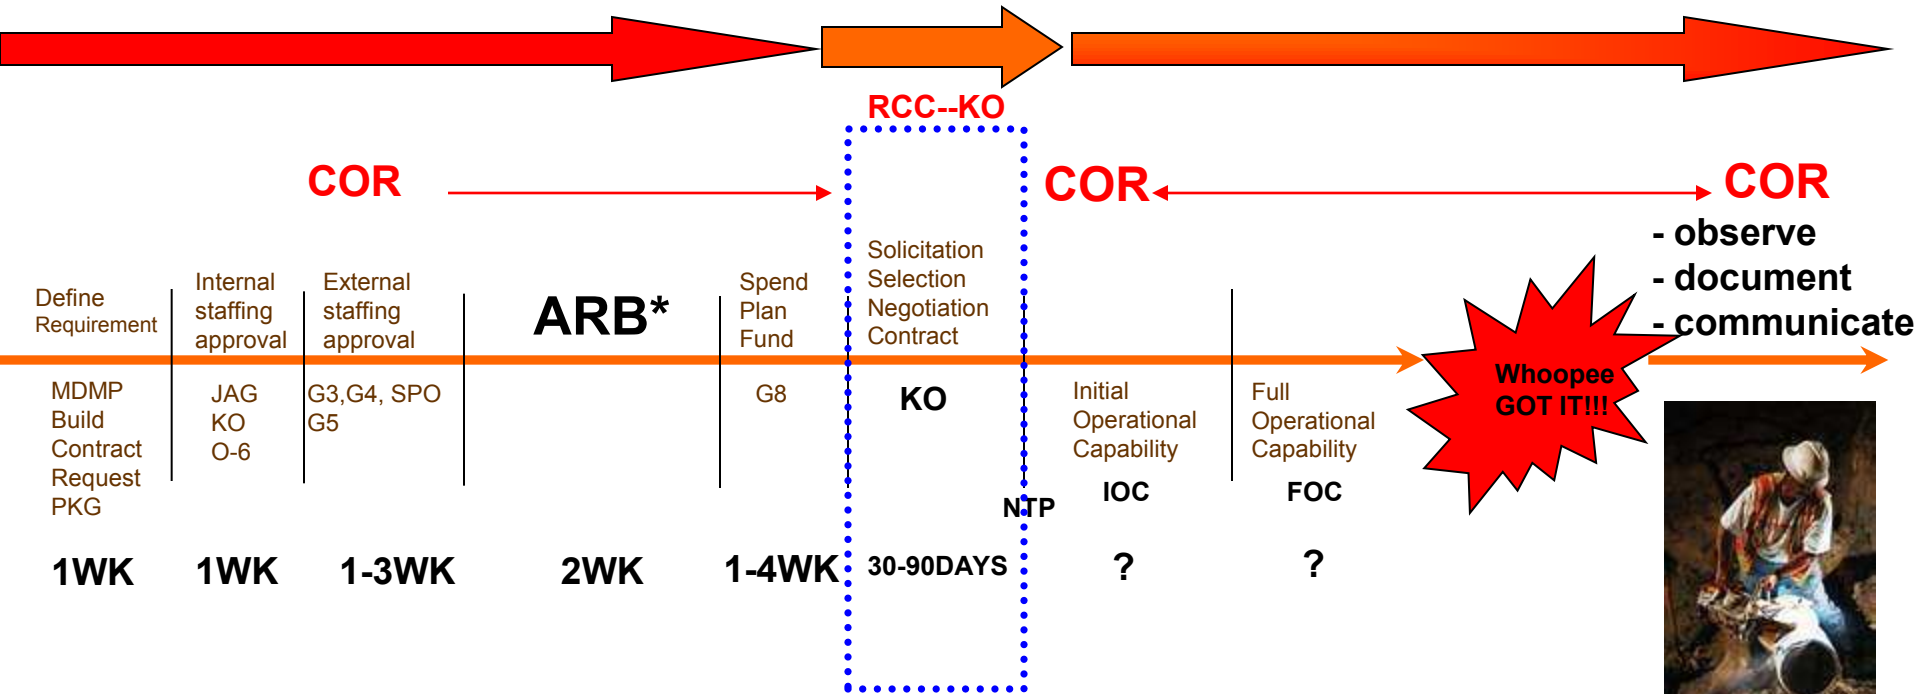 RCC--KO
COR
COR
COR
- observe
- document
- communicate
Define
Requirement
Internal
staffing
approval
External
staffing
approval
ARB*
Spend
Plan
Fund
Solicitation
Selection
Negotiation
Contract
MDMP
Build
Contract
Request
PKG
JAG
KO
O-6
G3,G4, SPO
G5
G8
KO
NTP
Initial
Operational
Capability
IOC
Full
Operational
Capability
FOC
Whoopee
GOT IT!!!
1WK
1WK
1-3WK
2WK
1-4WK
30-90DAYS
?
?